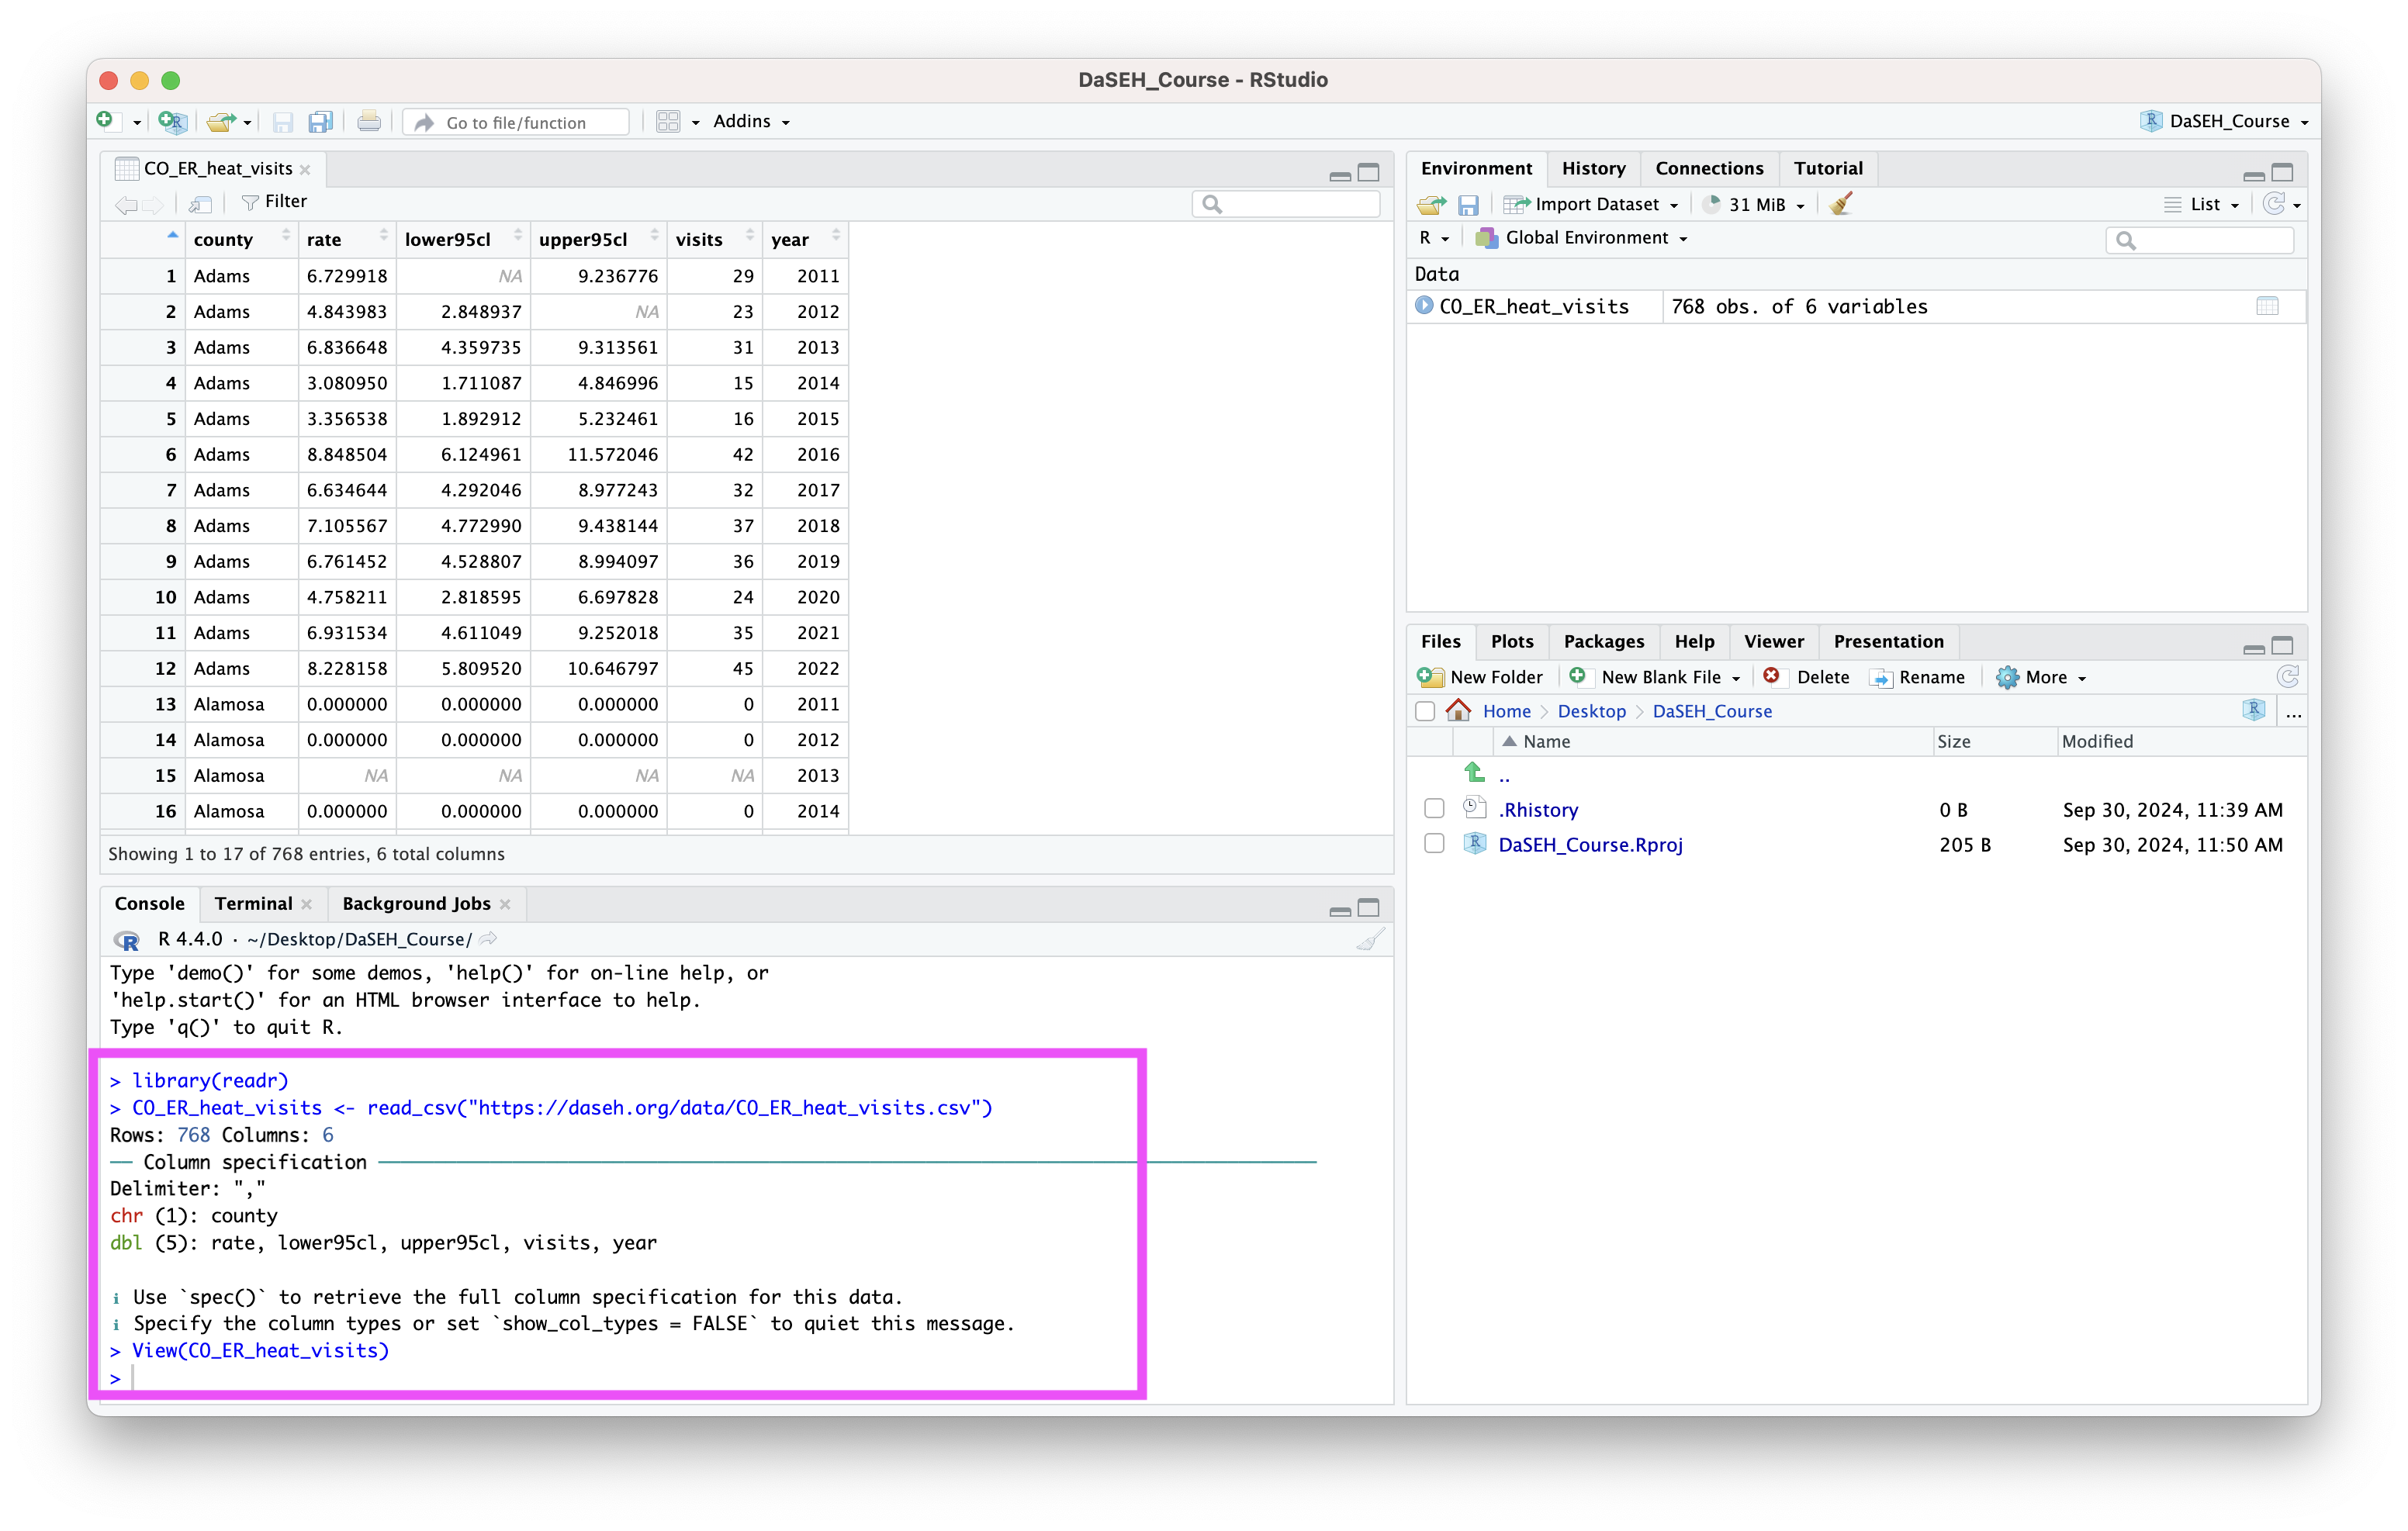 DaSEH_Course - RStudio
Go to file/function Addins DaSEH_Course
CO_ER_heat_visits
Filter
county rate lower95cl upper95cl visits year
1 Adams 6.729918 NA 9.236776 29 2011
2 Adams 4.843983 2.848937 NA 23 2012
3 Adams 6.836648 4.359735 9.313561 31 2013
4 Adams 3.080950 1.711087 4.846996 15 2014
5 Adams 3.356538 1.892912 5.232461 16 2015
6 Adams 8.848504 6.124961 11.572046 42 2016
7 Adams 6.634644 4.292046 8.977243 32 2017
8 Adams 7.105567 4.772990 9.438144 37 2018
9 Adams 6.761452 4.528807 8.994097 36 2019
10 Adams 4.758211 2.818595 6.697828 24 2020
11 Adams 6.931534 4.611049 9.252018 35 2021
12 Adams 8.228158 5.809520 10.646797 45 2022
13 Alamosa 0.000000 0.000000 0.000000 0 2011
14 Alamosa 0.000000 0.000000 0.000000 0 2012
15 Alamosa NA NA NA NA 2013
16 Alamosa 0.000000 0.000000 0.000000 0 2014
Showing 1 to 17 of 768 entries, 6 total columns
Console Terminal Background Jobs
R 4.4.0 · ~/Desktop/DaSEH_Course/
Type 'demo()' for some demos, 'help()' for on-line help, or
'help.start()' for an HTML browser interface to help.
Type 'q()' to quit R.
> library(readr)
> CO_ER_heat_visits <- read_csv("https://daseh.org/data/CO_ER_heat_visits.csv")
Rows: 768 Columns: 6
── Column specification ──
Delimiter: ","
chr (1): county
dbl (5): rate, lower95cl, upper95cl, visits, year
ℹ Use `spec()` to retrieve the full column specification for this data.
ℹ Specify the column types or set `show_col_types = FALSE` to quiet this message.
> View(CO_ER_heat_visits)
>
Environment History Connections Tutorial
Import Dataset 31 MiB List
R Global Environment
Data
CO_ER_heat_visits 768 obs. of 6 variables
Files Plots Packages Help Viewer Presentation
New Folder New Blank File Delete Rename More
Home > Desktop > DaSEH_Course R ...
Name Size Modified
..
.Rhistory 0 B Sep 30, 2024, 11:39 AM
DaSEH_Course.Rproj 205 B Sep 30, 2024, 11:50 AM